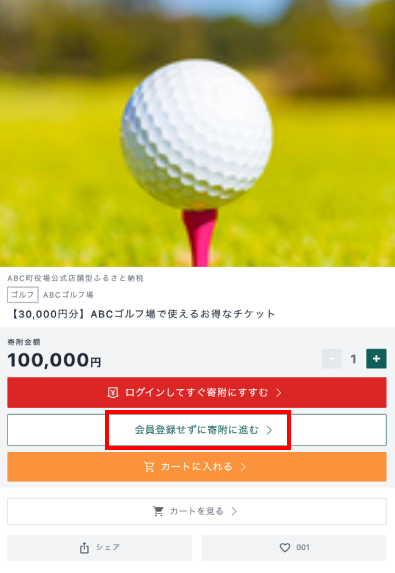 ABC町役場公式店舗型ふるさと納税
ゴルフ ABCゴルフ場
【30,000円分】ABCゴルフ場で使えるお得なチケット
寄附金額
100,000円
- 1 +
ログインしてすぐ寄附にすすむ
会員登録せずに寄附に進む
カートに入れる
カートを見る
シェア
001